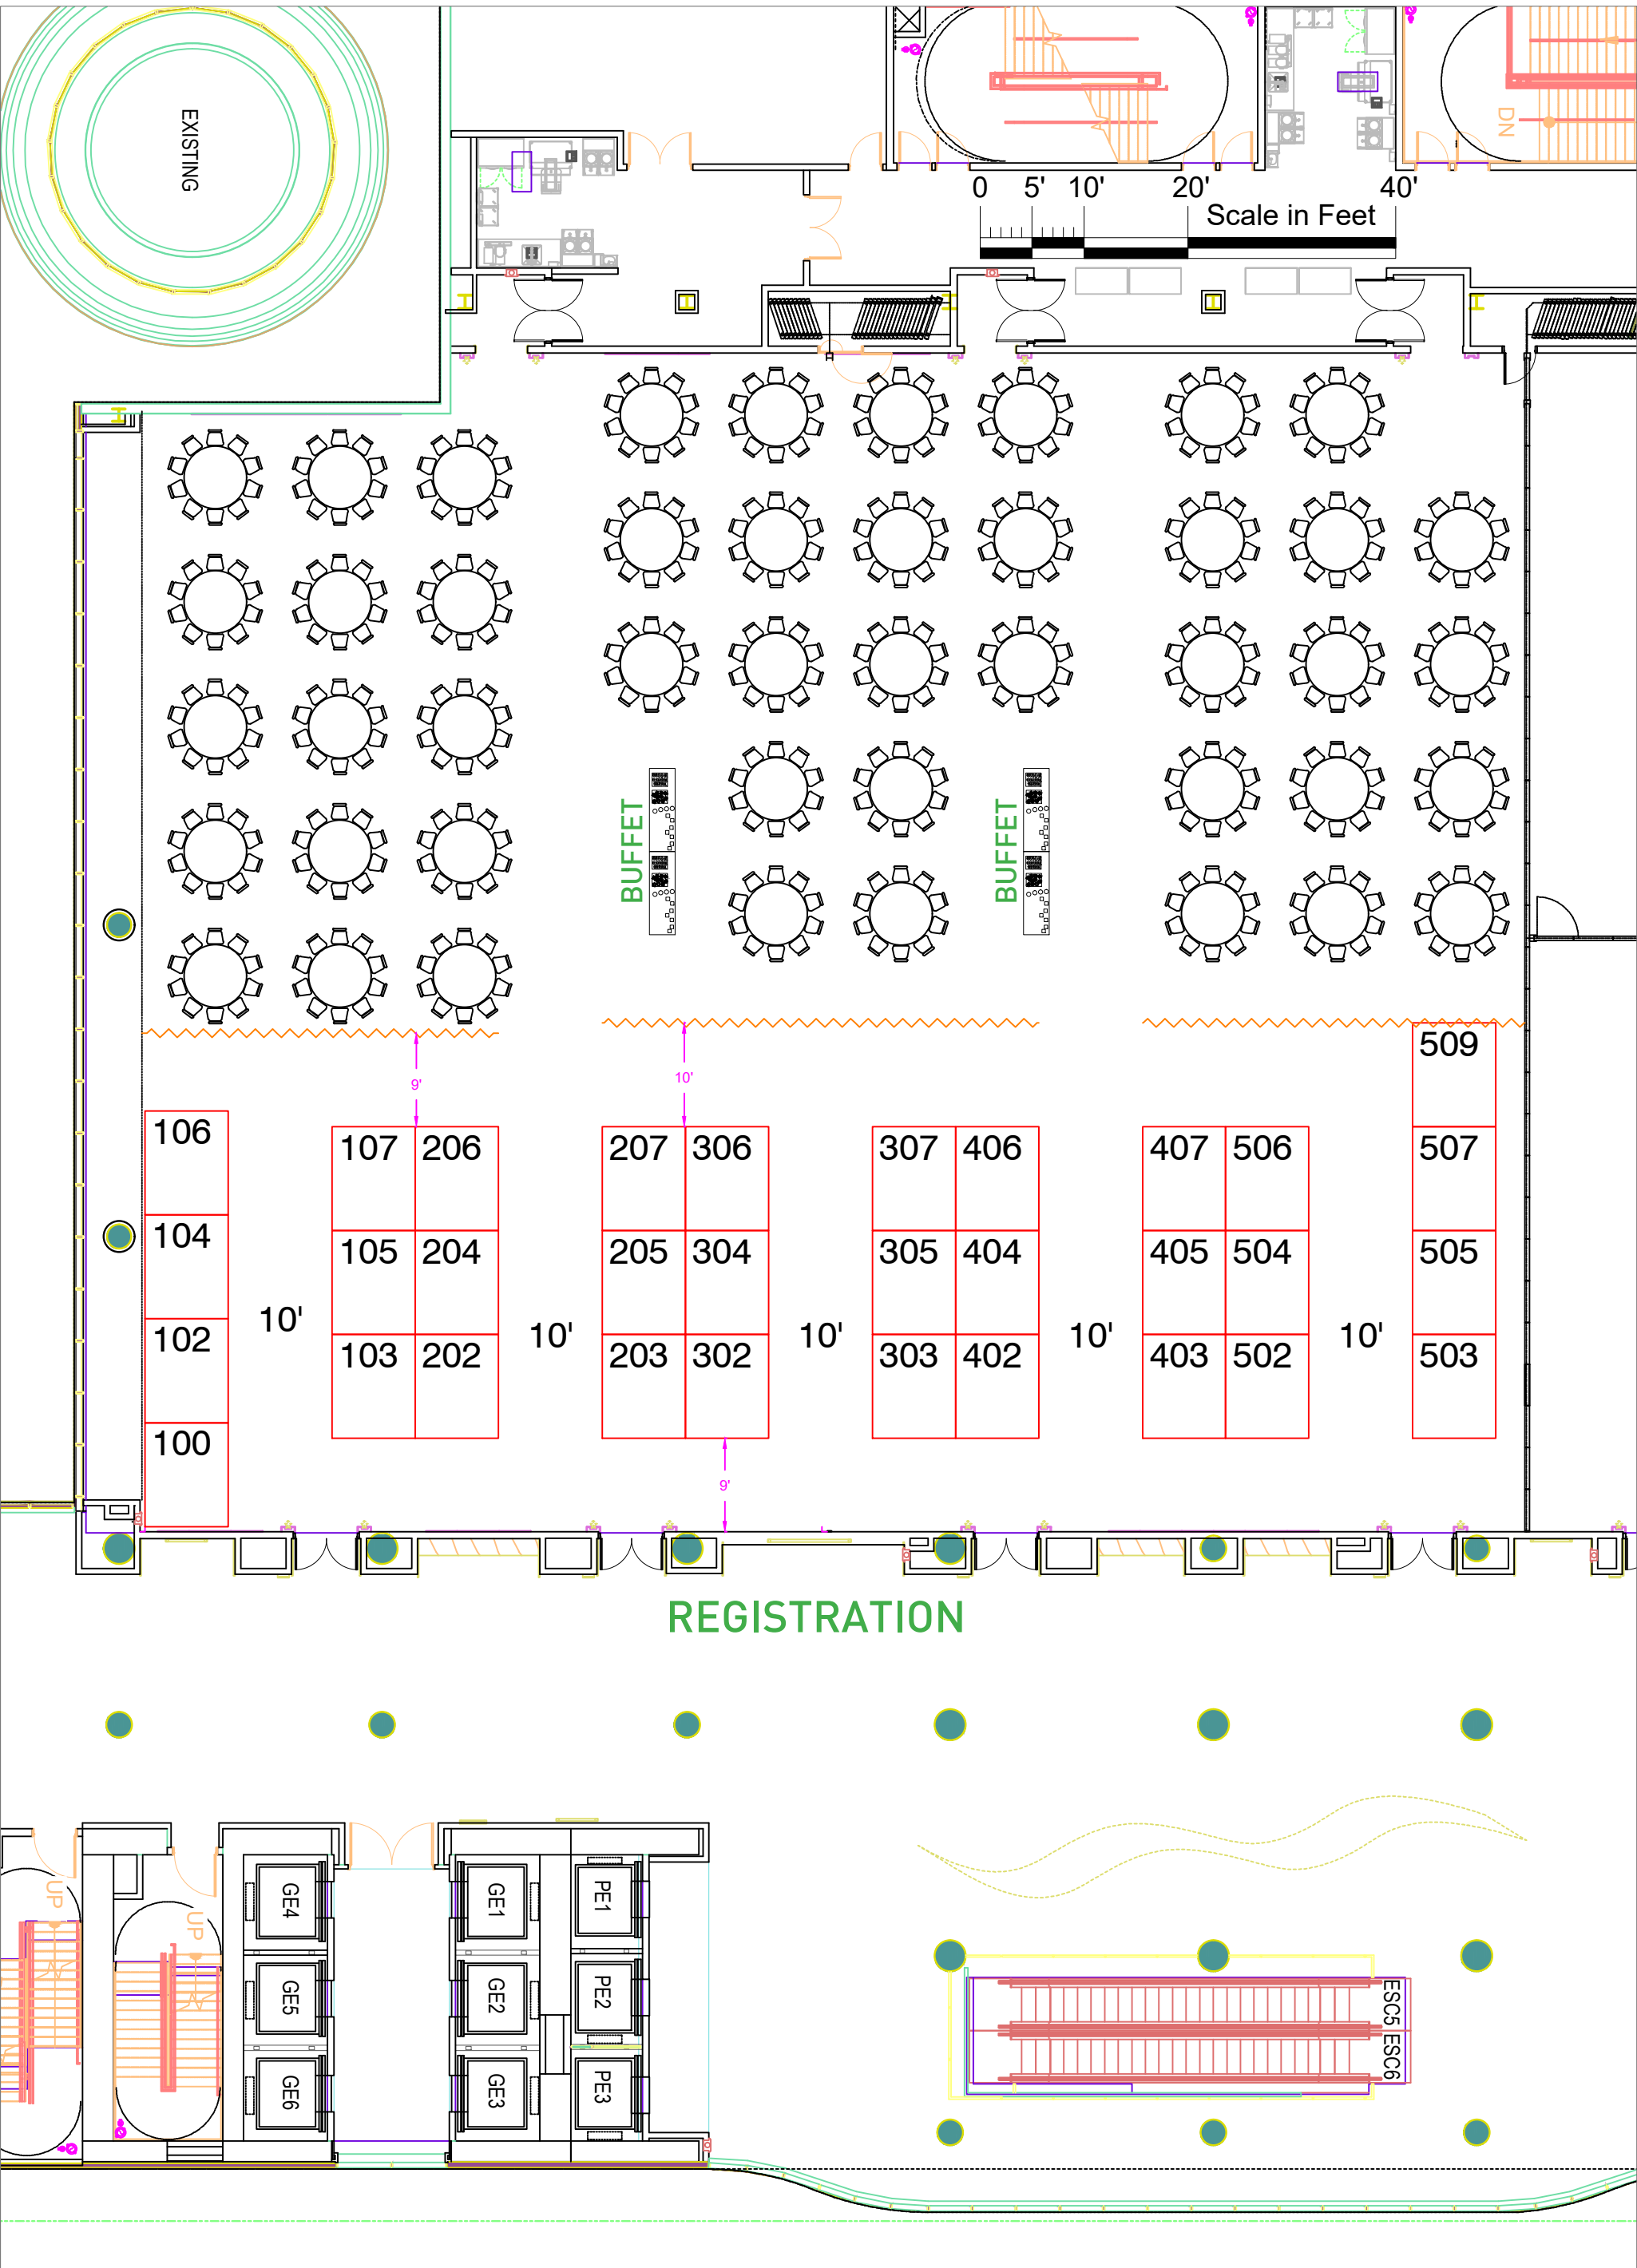 EXISTING
DN
0 5' 10' 20' 40'
Scale in Feet
BUFFET
BUFFET
509
9'
10'
106
107 206
207 306
307 406
407 506
507
104
105 204
205 304
305 404
405 504
505
10'
10'
10'
10'
10'
102
103 202
203 302
303 402
403 502
503
100
9'
REGISTRATION
UP
UP
GE4
GE1
PE1
GE5
GE2
PE2
GE6
GE3
PE3
ESC5 ESC6